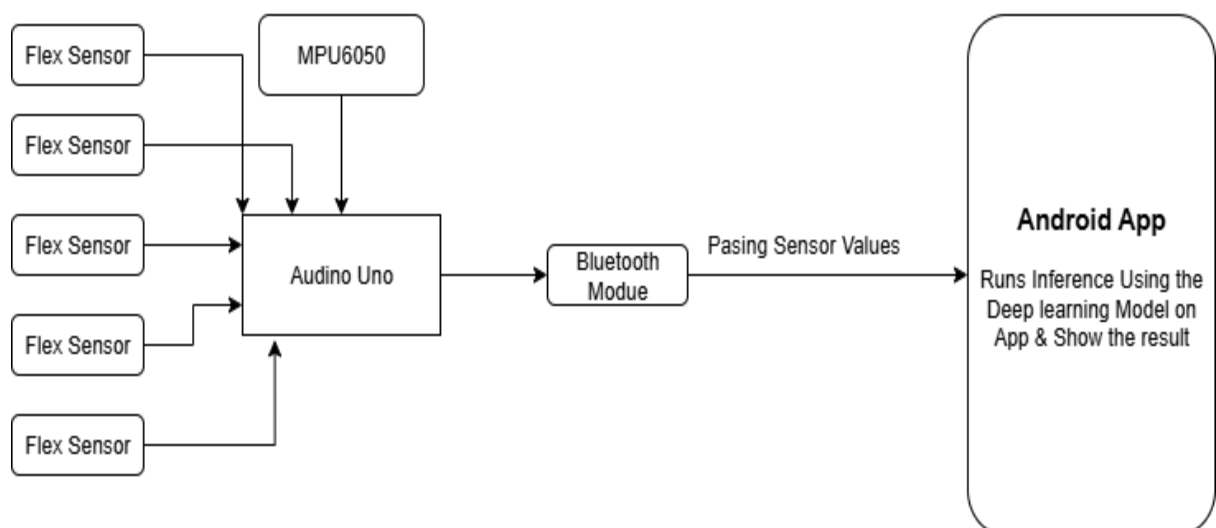 Flex Sensor
MPU6050
Flex Sensor
Flex Sensor
Audino Uno
Flex Sensor
Flex Sensor
Bluetooth
Modue
Pasing Sensor Values
Android App
Runs Inference Using the
Deep learning Model on
App & Show the result